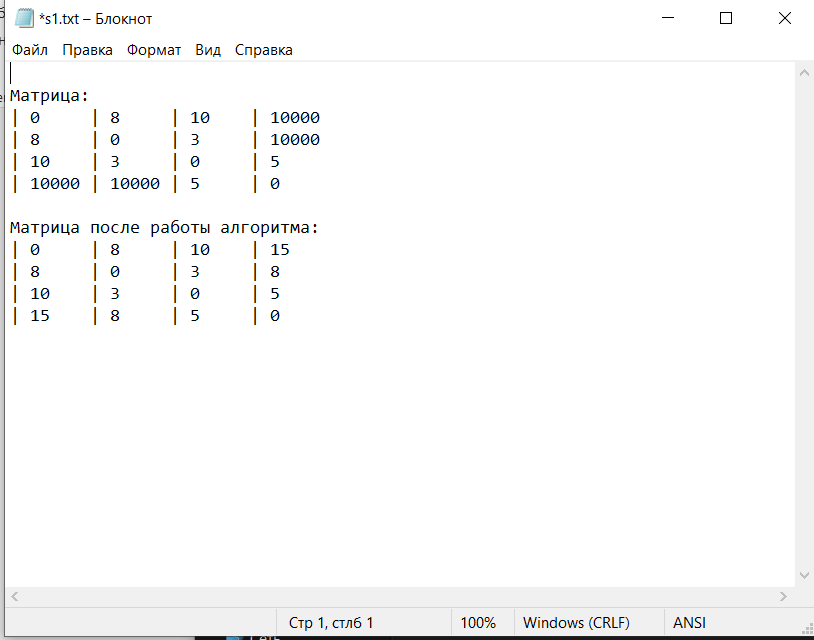 *s1.txt – Блокнот
Файл Правка Формат Вид Справка
Матрица:
| 0 | 8 | 10 | 10000
| 8 | 0 | 3 | 10000
| 10 | 3 | 0 | 5
| 10000 | 10000 | 5 | 0
Матрица после работы алгоритма:
| 0 | 8 | 10 | 15
| 8 | 0 | 3 | 8
| 10 | 3 | 0 | 5
| 15 | 8 | 5 | 0
Стр 1, стлб 1 100% Windows (CRLF) ANSI